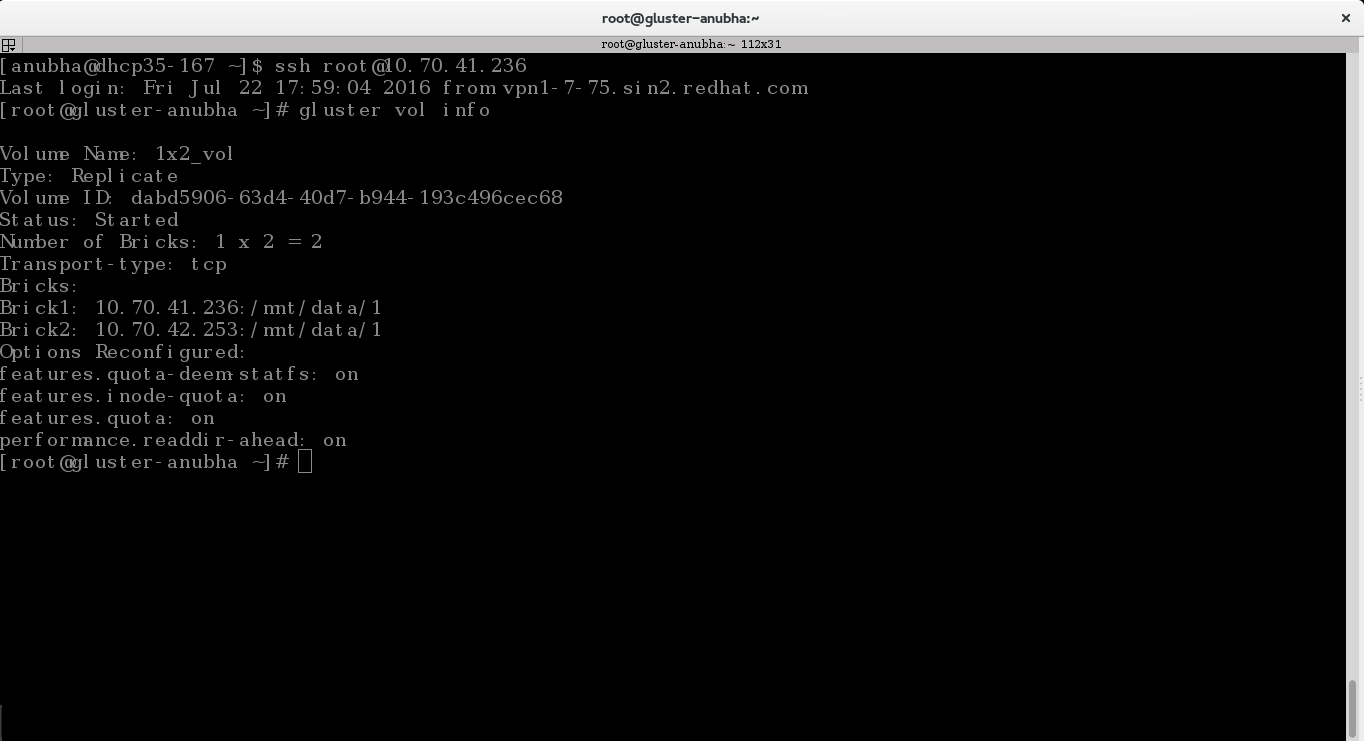 root@gluster-anubha:~
root@gluster-anubha:~ 112x31
[anubha@dhcp35-167 ~]$ ssh root@10.70.41.236
Last login: Fri Jul 22 17:59:04 2016 from vpn1-7-75.sin2.redhat.com
[root@gluster-anubha ~]# gluster vol info
Volume Name: 1x2_vol
Type: Replicate
Volume ID: dabd5906-63d4-40d7-b944-193c496cec68
Status: Started
Number of Bricks: 1 x 2 = 2
Transport-type: tcp
Bricks:
Brick1: 10.70.41.236:/mnt/data/1
Brick2: 10.70.42.253:/mnt/data/1
Options Reconfigured:
features.quota-deem-statfs: on
features.inode-quota: on
features.quota: on
performance.readdir-ahead: on
[root@gluster-anubha ~]#